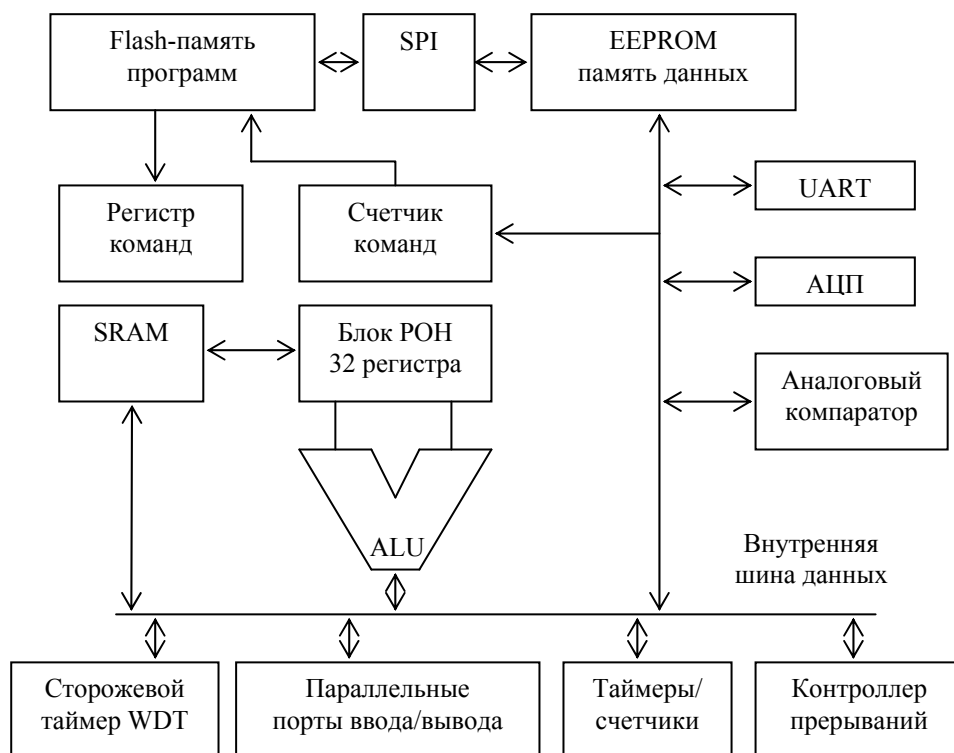 Flash-память
программ
SPI
EEPROM
память данных
UART
Регистр
команд
Счетчик
команд
АЦП
SRAM
Блок РОН
32 регистра
Аналоговый
компаратор
ALU
Внутренняя
шина данных
Сторожевой
таймер WDT
Параллельные
порты ввода/вывода
Таймеры/
счетчики
Контроллер
прерываний